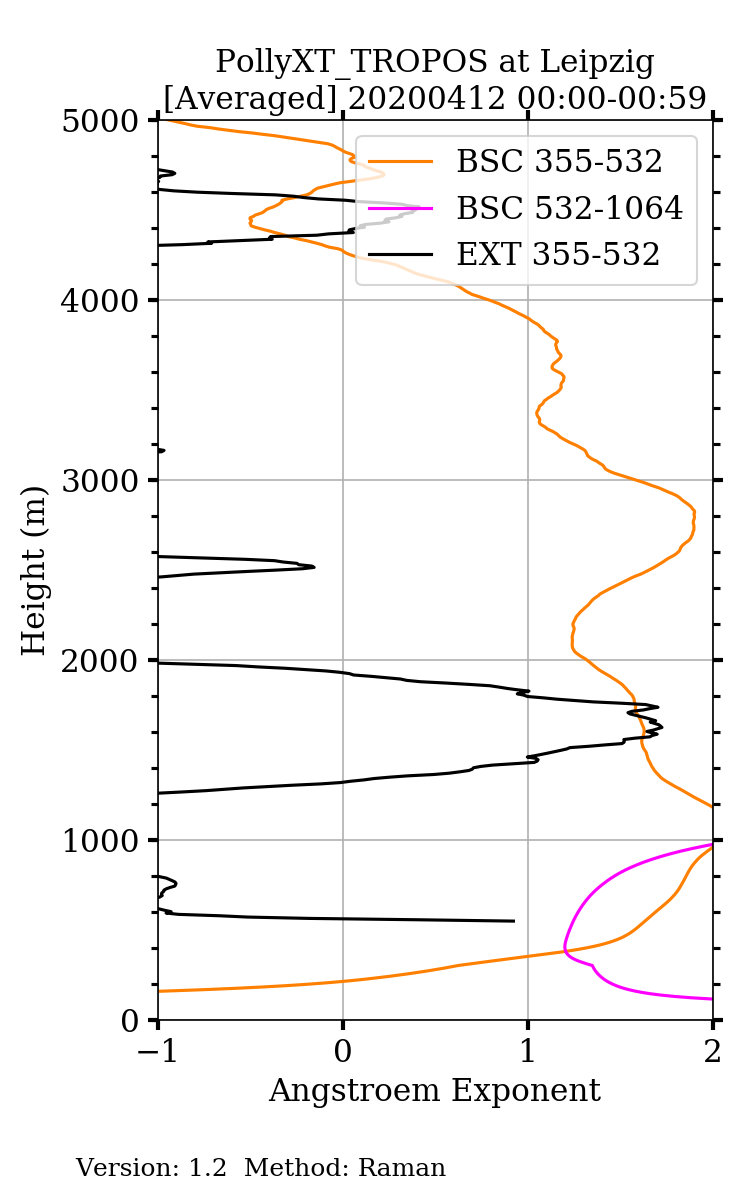 PollyXT_TROPOS at Leipzig
[Averaged] 20200412 00:00-00:59
BSC 355-532
BSC 532-1064
EXT 355-532
5000
4000
3000
2000
1000
0
Height (m)
−1
0
1
2
Angstroem Exponent
Version: 1.2  Method: Raman